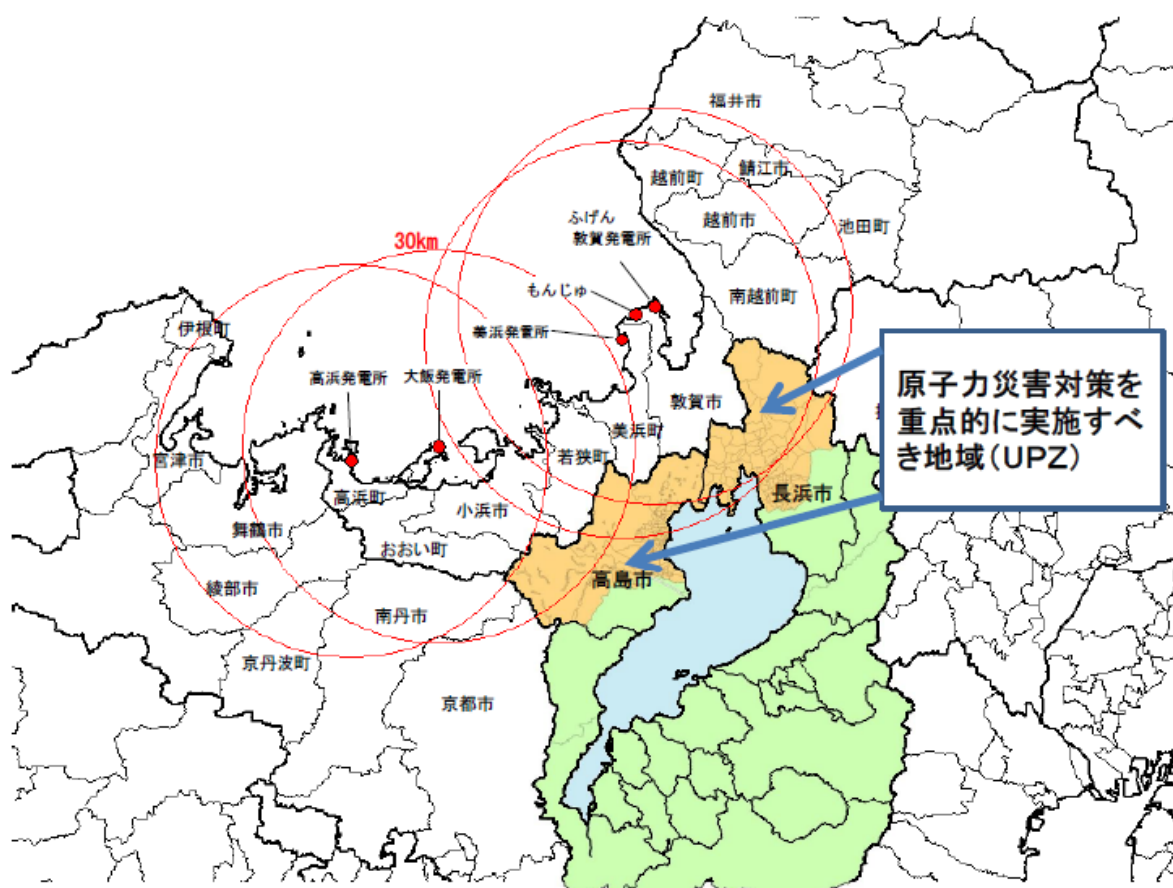 福井市
鯖江市
越前町
越前市
池田町
ふげん
敦賀発電所
30km
もんじゅ
南越前町
美浜発電所
伊根町
高浜発電所
大飯発電所
原子力災害対策を
重点的に実施すべ
き地域(UPZ)
敦賀市
美浜町
若狭町
宮津市
高浜町
長浜市
小浜市
舞鶴市
おおい町
高島市
綾部市
南丹市
京丹波町
京都市